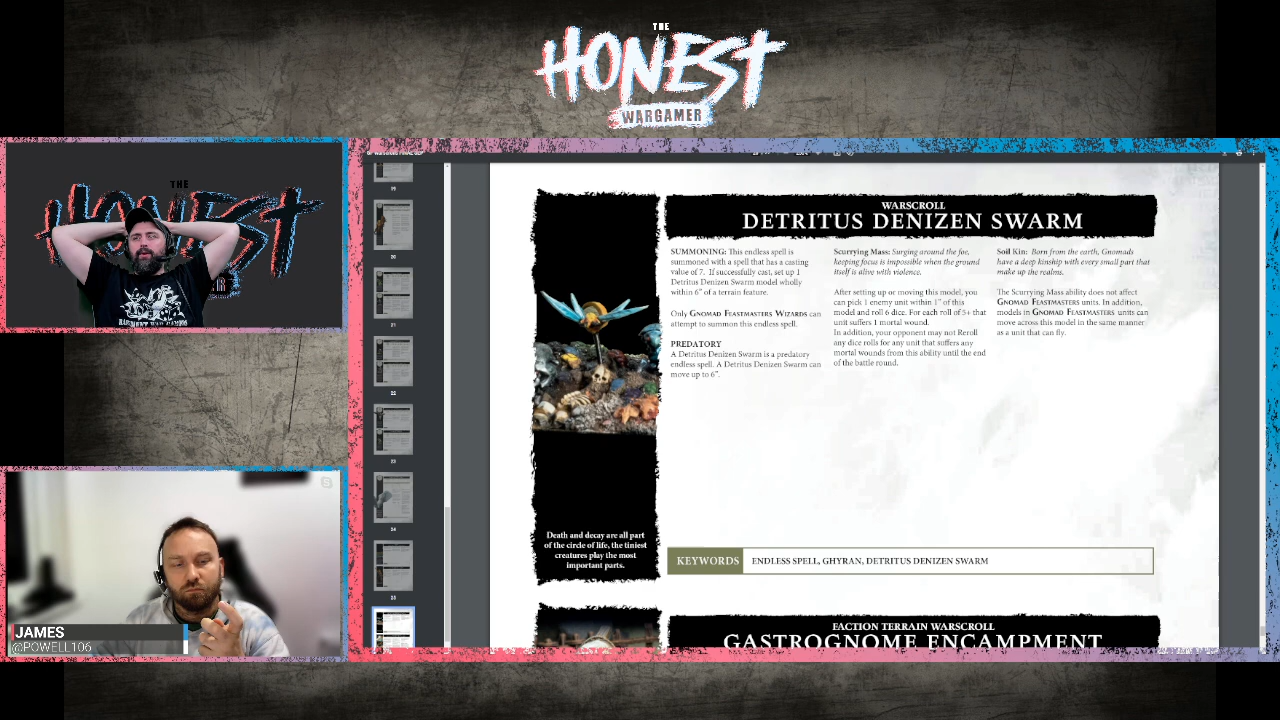 THE
HONEST
WARGAMER
THE
HONEST
19
20
21
22
23
24
25
WARSCROLL
DETRITUS DENIZEN SWARM
SUMMONING: This endless spell is
summoned with a spell that has a casting
value of 7. If successfully cast, set up 1
Detritus Denizen Swarm model wholly
within 6" of a terrain feature.
Only GNOMAD FEASTMASTERS WIZARDS can
attempt to summon this endless spell.
PREDATORY
A Detritus Denizen Swarm is a predatory
endless spell. A Detritus Denizen Swarm can
move up to 6".
Scurrying Mass: Surging around the foe,
keeping focus is impossible when the ground
itself is alive with violence.
After setting up or moving this model, you
can pick 1 enemy unit within 1" of this
model and roll 6 dice. For each roll of 5+ that
unit suffers 1 mortal wound.
In addition, your opponent may not Reroll
any dice rolls for any unit that suffers any
mortal wounds from this ability until the end
of the battle round.
Soil Kin: Born from the earth, Gnomads
have a deep kinship with every small part that
make up the realms.
The Scurrying Mass ability does not affect
GNOMAD FEASTMASTERS units. In addition,
models in GNOMAD FEASTMASTERS units can
move across this model in the same manner
as a unit that can fly.
Death and decay are all part
of the circle of life, the tiniest
creatures play the most
important parts.
KEYWORDS ENDLESS SPELL, GHYRAN, DETRITUS DENIZEN SWARM
FACTION TERRAIN WARSCROLL
GASTROGNOME ENCAMPMENT
JAMES
@POWELL106